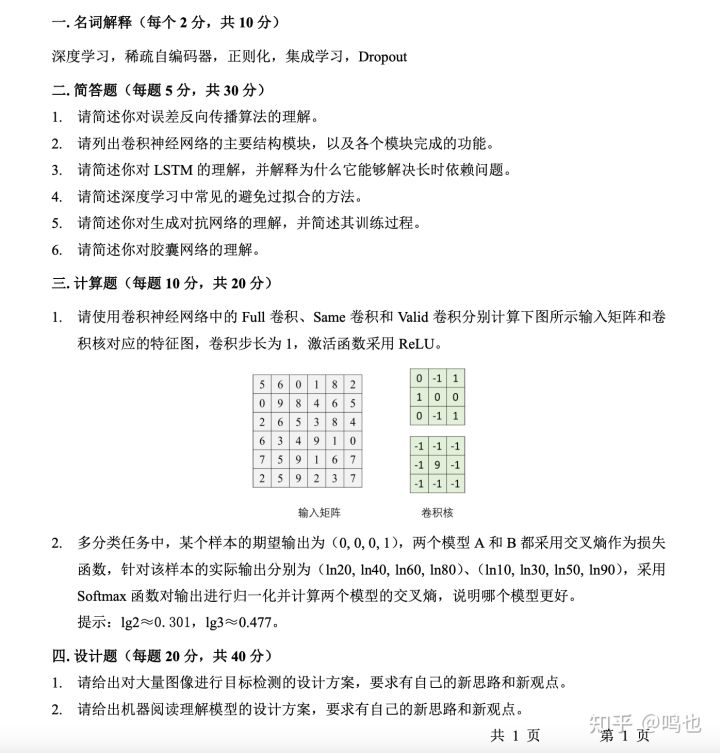 一. 名词解释（每个 2 分，共 10 分）
深度学习，稀疏自编码器，正则化，集成学习，Dropout
二. 简答题（每题 5 分，共 30 分）
1. 请简述你对误差反向传播算法的理解。
2. 请列出卷积神经网络的主要结构模块，以及各个模块完成的功能。
3. 请简述你对 LSTM 的理解，并解释为什么它能够解决长时依赖问题。
4. 请简述深度学习中常见的避免过拟合的方法。
5. 请简述你对生成对抗网络的理解，并简述其训练过程。
6. 请简述你对胶囊网络的理解。
三. 计算题（每题 10 分，共 20 分）
1. 请使用卷积神经网络中的 Full 卷积、Same 卷积和 Valid 卷积分别计算下图所示输入矩阵和卷
积核对应的特征图，卷积步长为 1，激活函数采用 ReLU。
5 6 0 1 8 2
0 9 8 4 6 5
2 6 5 3 8 4
6 3 4 9 1 0
7 5 9 1 6 7
2 5 9 2 3 7
输入矩阵
0 -1 1
1 0 0
0 -1 1
-1 -1 -1
-1 9 -1
-1 -1 -1
卷积核
2. 多分类任务中，某个样本的期望输出为（0, 0, 0, 1），两个模型 A 和 B 都采用交叉熵作为损失
函数，针对该样本的实际输出分别为（ln20, ln40, ln60, ln80）、（ln10, ln30, ln50, ln90），采用
Softmax 函数对输出进行归一化并计算两个模型的交叉熵，说明哪个模型更好。
提示：lg2≈0.301，lg3≈0.477。
四. 设计题（每题 20 分，共 40 分）
1. 请给出对大量图像进行目标检测的设计方案，要求有自己的新思路和新观点。
2. 请给出机器阅读理解模型的设计方案，要求有自己的新思路和新观点。
共 1 页 第 1 页
知乎 @鸣也